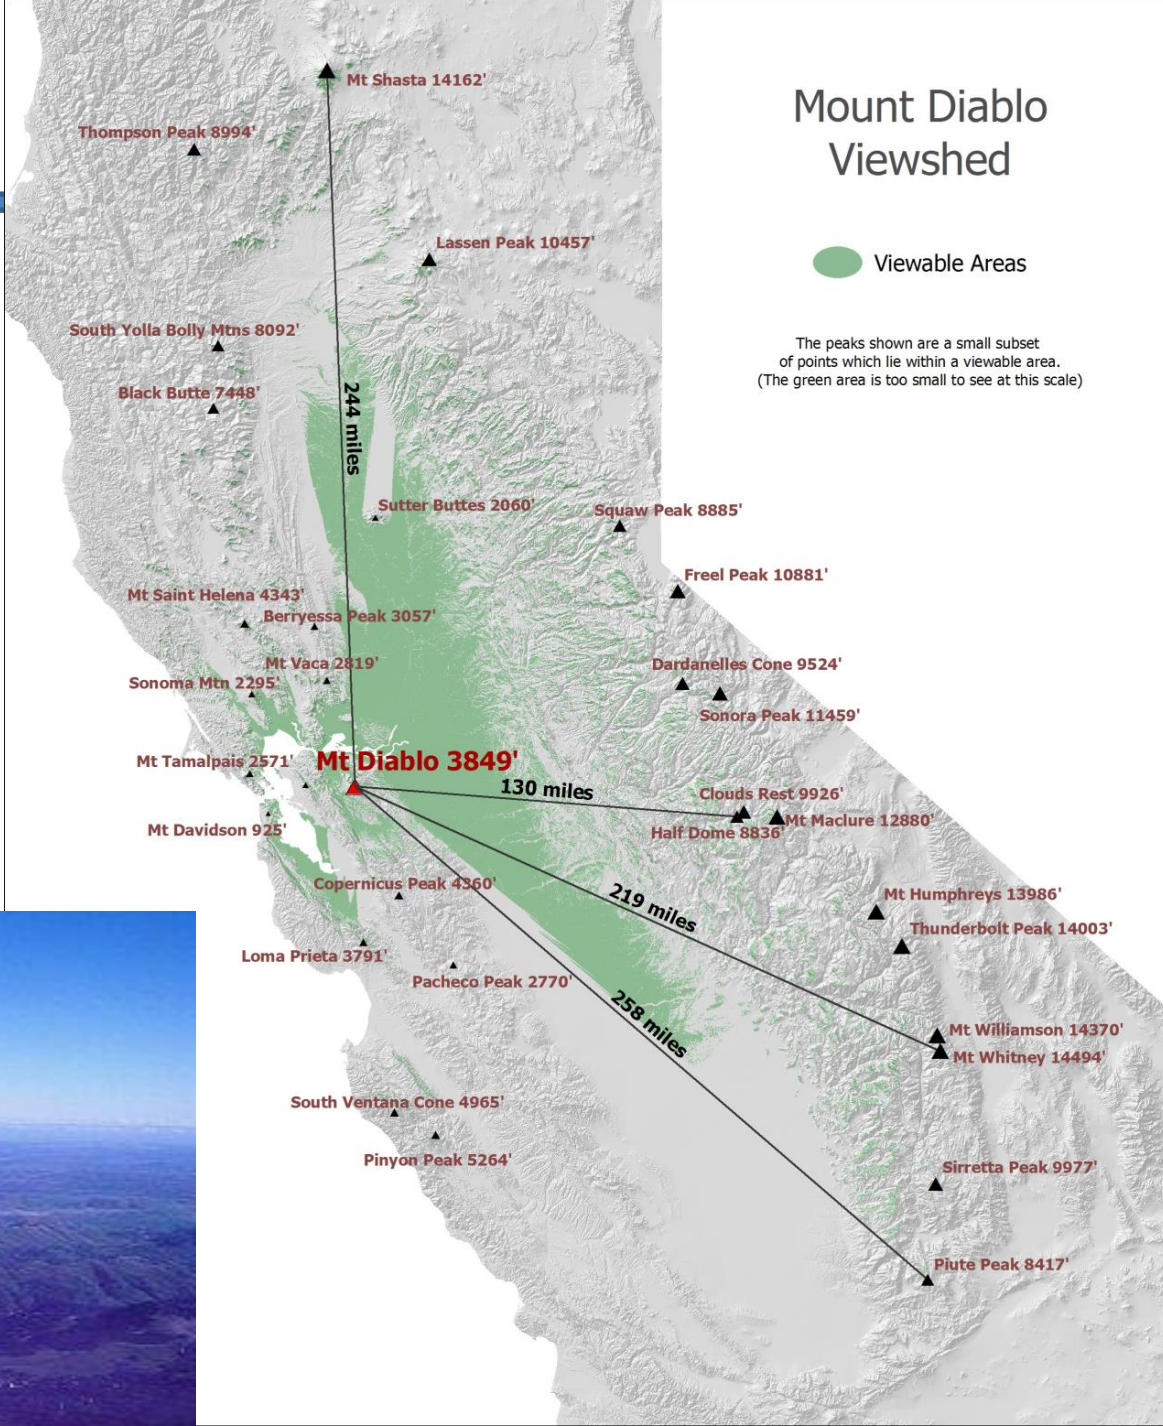 Mt Shasta 14162'
Mount Diablo
Viewshed
Thompson Peak 8994'
Lassen Peak 10457'
Viewable Areas
South Yolla Bolly Mtns 8092'
The peaks shown are a small subset
of points which lie within a viewable area.
(The green area is too small to see at this scale)
Black Butte 7448'
244 miles
Sutter Buttes 2060'
Squaw Peak 8885'
Freel Peak 10881'
Mt Saint Helena 4343'
Berryessa Peak 3057'
Mt Vaca 2819'
Dardanelles Cone 9524'
Sonoma Mtn 2295'
Sonora Peak 11459'
Mt Tamalpais 2571'
Mt Diablo 3849'
130 miles
Clouds Rest 9926'
Mt Maclure 12880'
Mt Davidson 925'
Half Dome 8836'
Copernicus Peak 4360'
219 miles
Mt Humphreys 13986'
Thunderbolt Peak 14003'
Loma Prieta 3791'
Pacheco Peak 2770'
258 miles
Mt Williamson 14370'
Mt Whitney 14494'
South Ventana Cone 4965'
Pinyon Peak 5264'
Sirretta Peak 9977'
Piute Peak 8417'